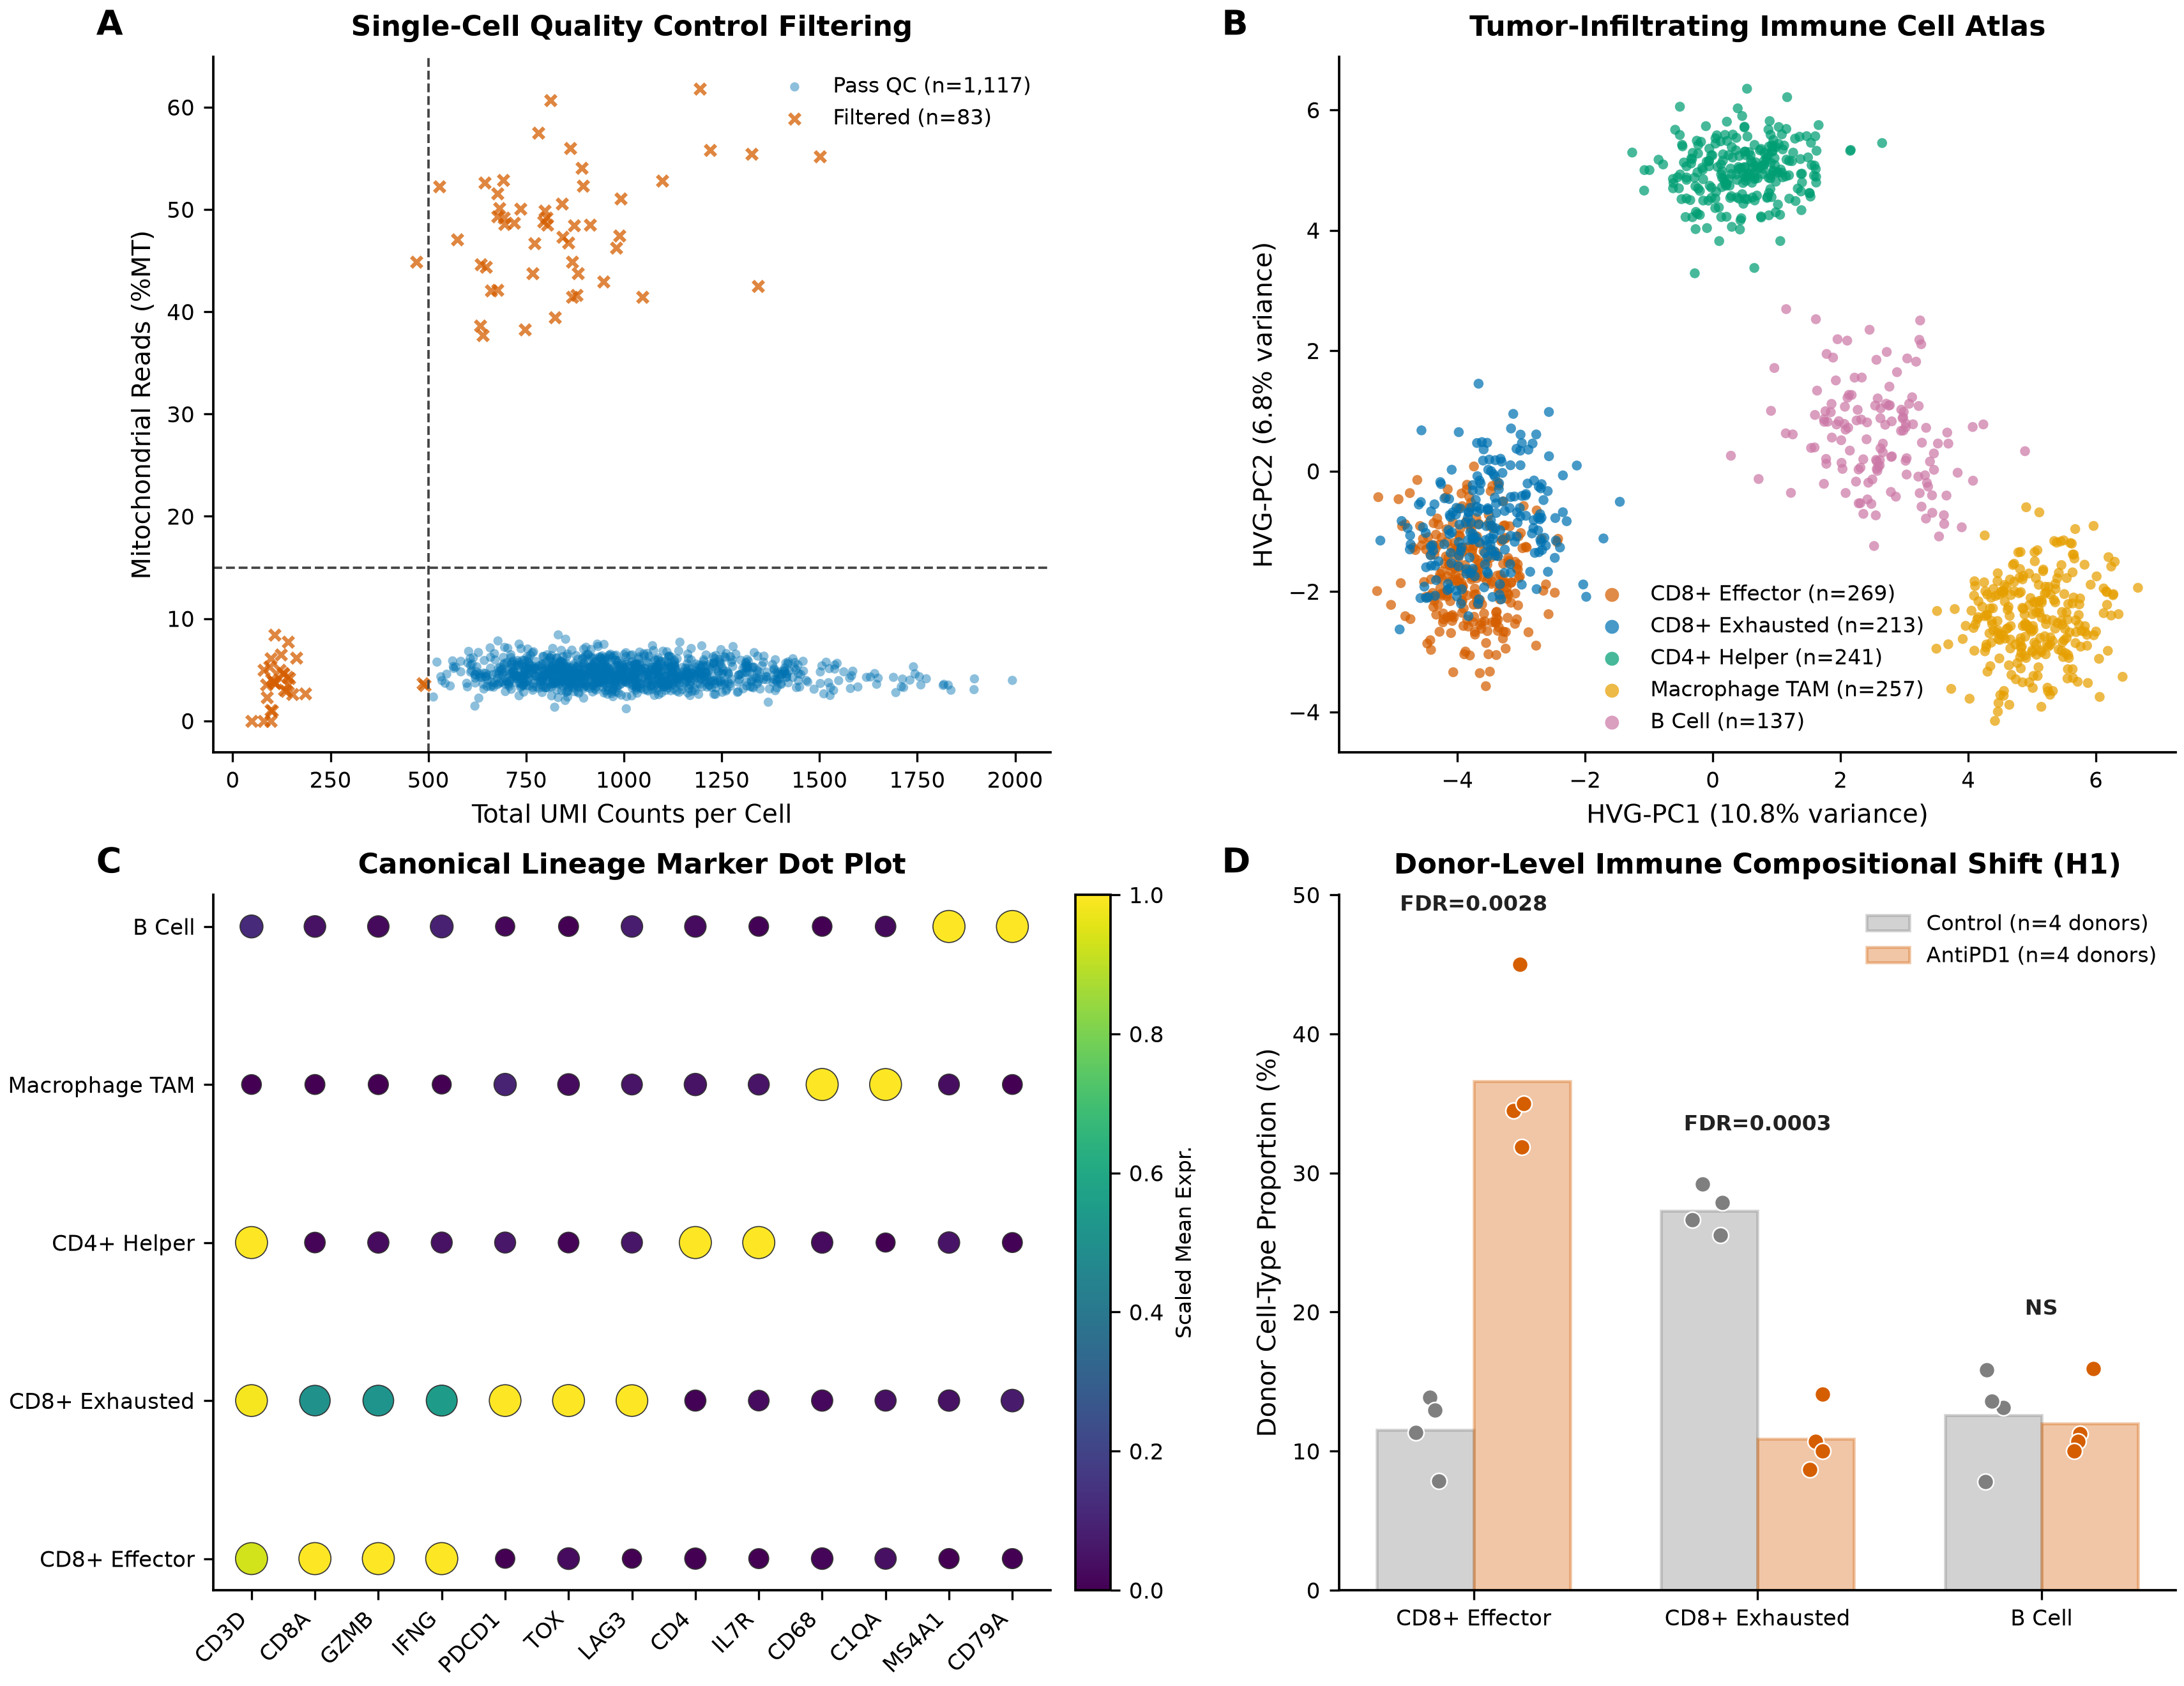 A
Single-Cell Quality Control Filtering
Pass QC (n=1,117)
Filtered (n=83)
Mitochondrial Reads (%MT)
60
50
40
30
20
10
0
0 250 500 750 1000 1250 1500 1750 2000
Total UMI Counts per Cell
B
Tumor-Infiltrating Immune Cell Atlas
HVG-PC2 (6.8% variance)
6
4
2
0
−2
−4
CD8+ Effector (n=269)
CD8+ Exhausted (n=213)
CD4+ Helper (n=241)
Macrophage TAM (n=257)
B Cell (n=137)
−4 −2 0 2 4 6
HVG-PC1 (10.8% variance)
C
Canonical Lineage Marker Dot Plot
B Cell
Macrophage TAM
CD4+ Helper
CD8+ Exhausted
CD8+ Effector
CD3D CD8A GZMB IFNG PDCD1 TOX LAG3 CD4 IL7R CD68 C1QA MS4A1 CD79A
1.0
0.8
0.6
0.4
0.2
0.0
Scaled Mean Expr.
D
Donor-Level Immune Compositional Shift (H1)
Donor Cell-Type Proportion (%)
50
40
30
20
10
0
FDR=0.0028
FDR=0.0003
NS
Control (n=4 donors)
AntiPD1 (n=4 donors)
CD8+ Effector CD8+ Exhausted B Cell